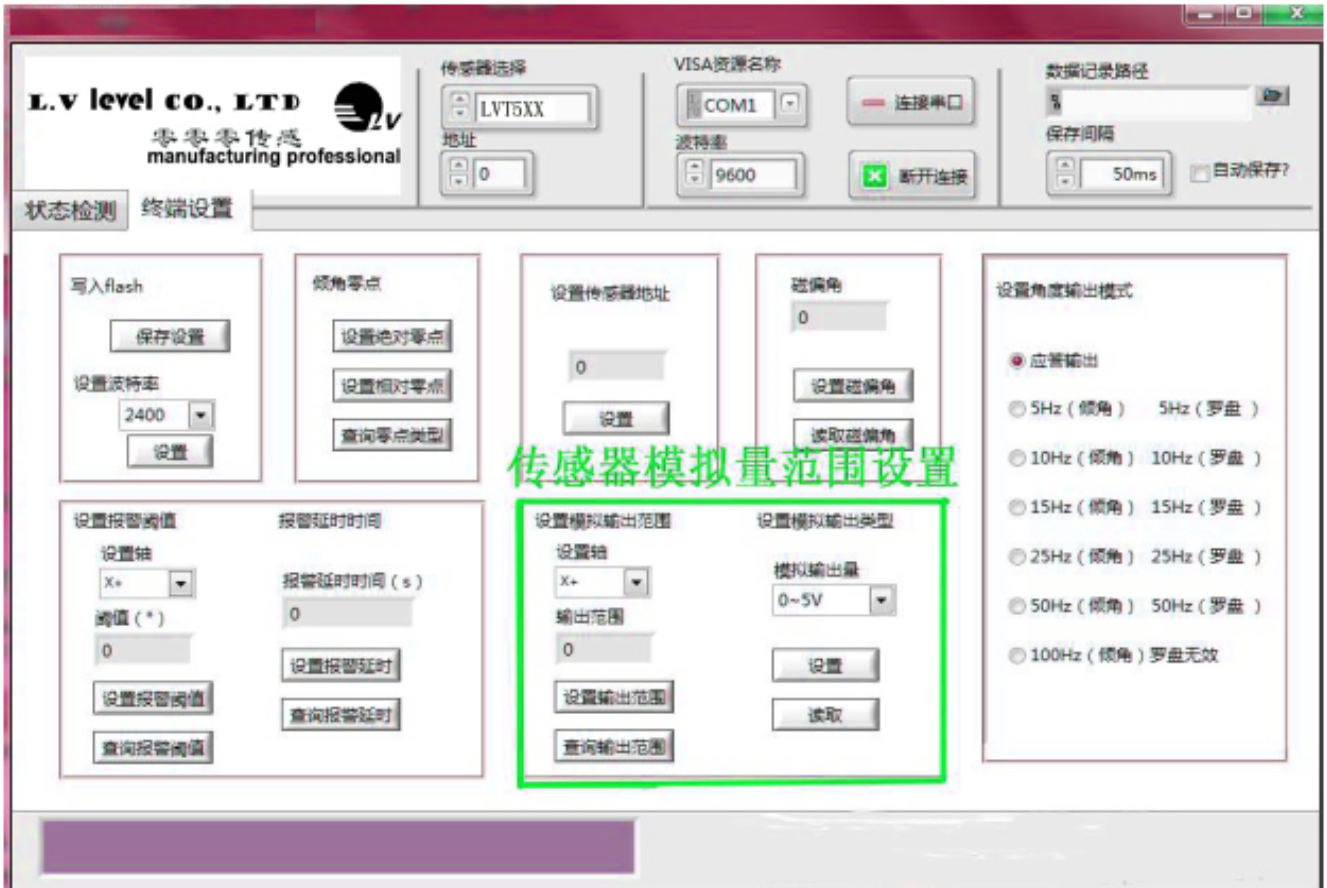 L.V level CO., LTD
LV
零零零传感
manufacturing professional
传感器选择
LVT5XX
地址
0
VISA资源名称
COM1
波特率
9600
连接串口
断开连接
数据记录路径
%
保存间隔
50ms
自动保存?
状态检测
终端设置
写入flash
保存设置
设置波特率
2400
设置
倾角零点
设置绝对零点
设置相对零点
查询零点类型
设置传感器地址
0
设置
磁偏角
0
设置磁偏角
读取磁偏角
设置角度输出模式
应答输出
5Hz（倾角） 5Hz（罗盘 ）
10Hz（倾角） 10Hz（罗盘 ）
15Hz（倾角） 15Hz（罗盘 ）
25Hz（倾角） 25Hz（罗盘 ）
50Hz（倾角） 50Hz（罗盘 ）
100Hz（倾角）罗盘无效
传感器模拟量范围设置
设置报警阈值
设置轴
X+
阈值（°）
0
设置报警阈值
查询报警阈值
报警延时时间
报警延时时间（s）
0
设置报警延时
查询报警延时
设置模拟输出范围
设置轴
X+
输出范围
0
设置输出范围
查询输出范围
设置模拟输出类型
模拟输出量
0~5V
设置
读取